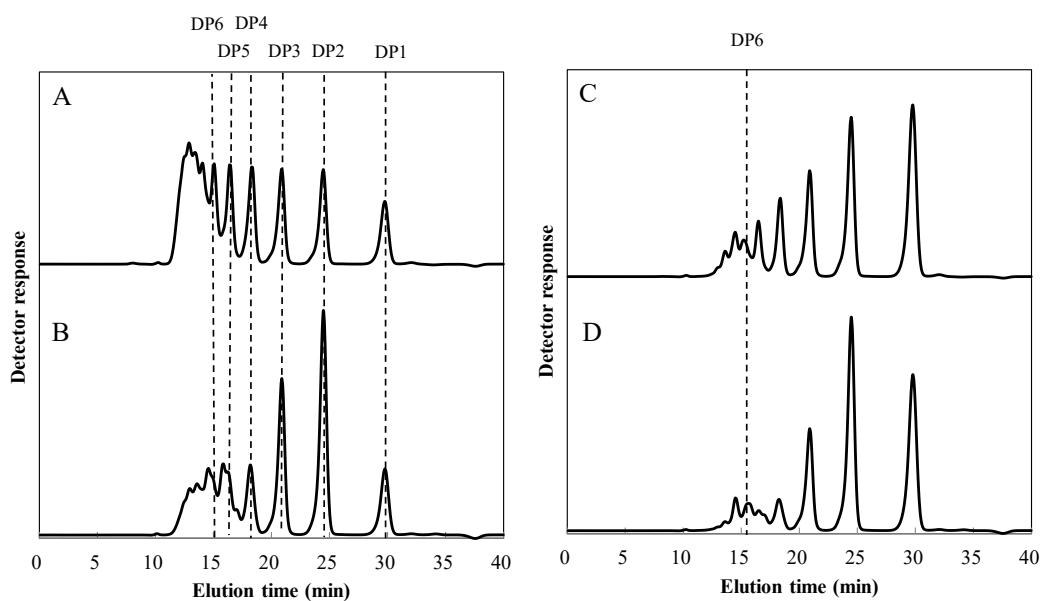 DP6 DP4
DP5 DP3 DP2 DP1
DP6
A
C
B
D
Detector response
Detector response
0 5 10 15 20 25 30 35 40
0 5 10 15 20 25 30 35 40
Elution time (min)
Elution time (min)